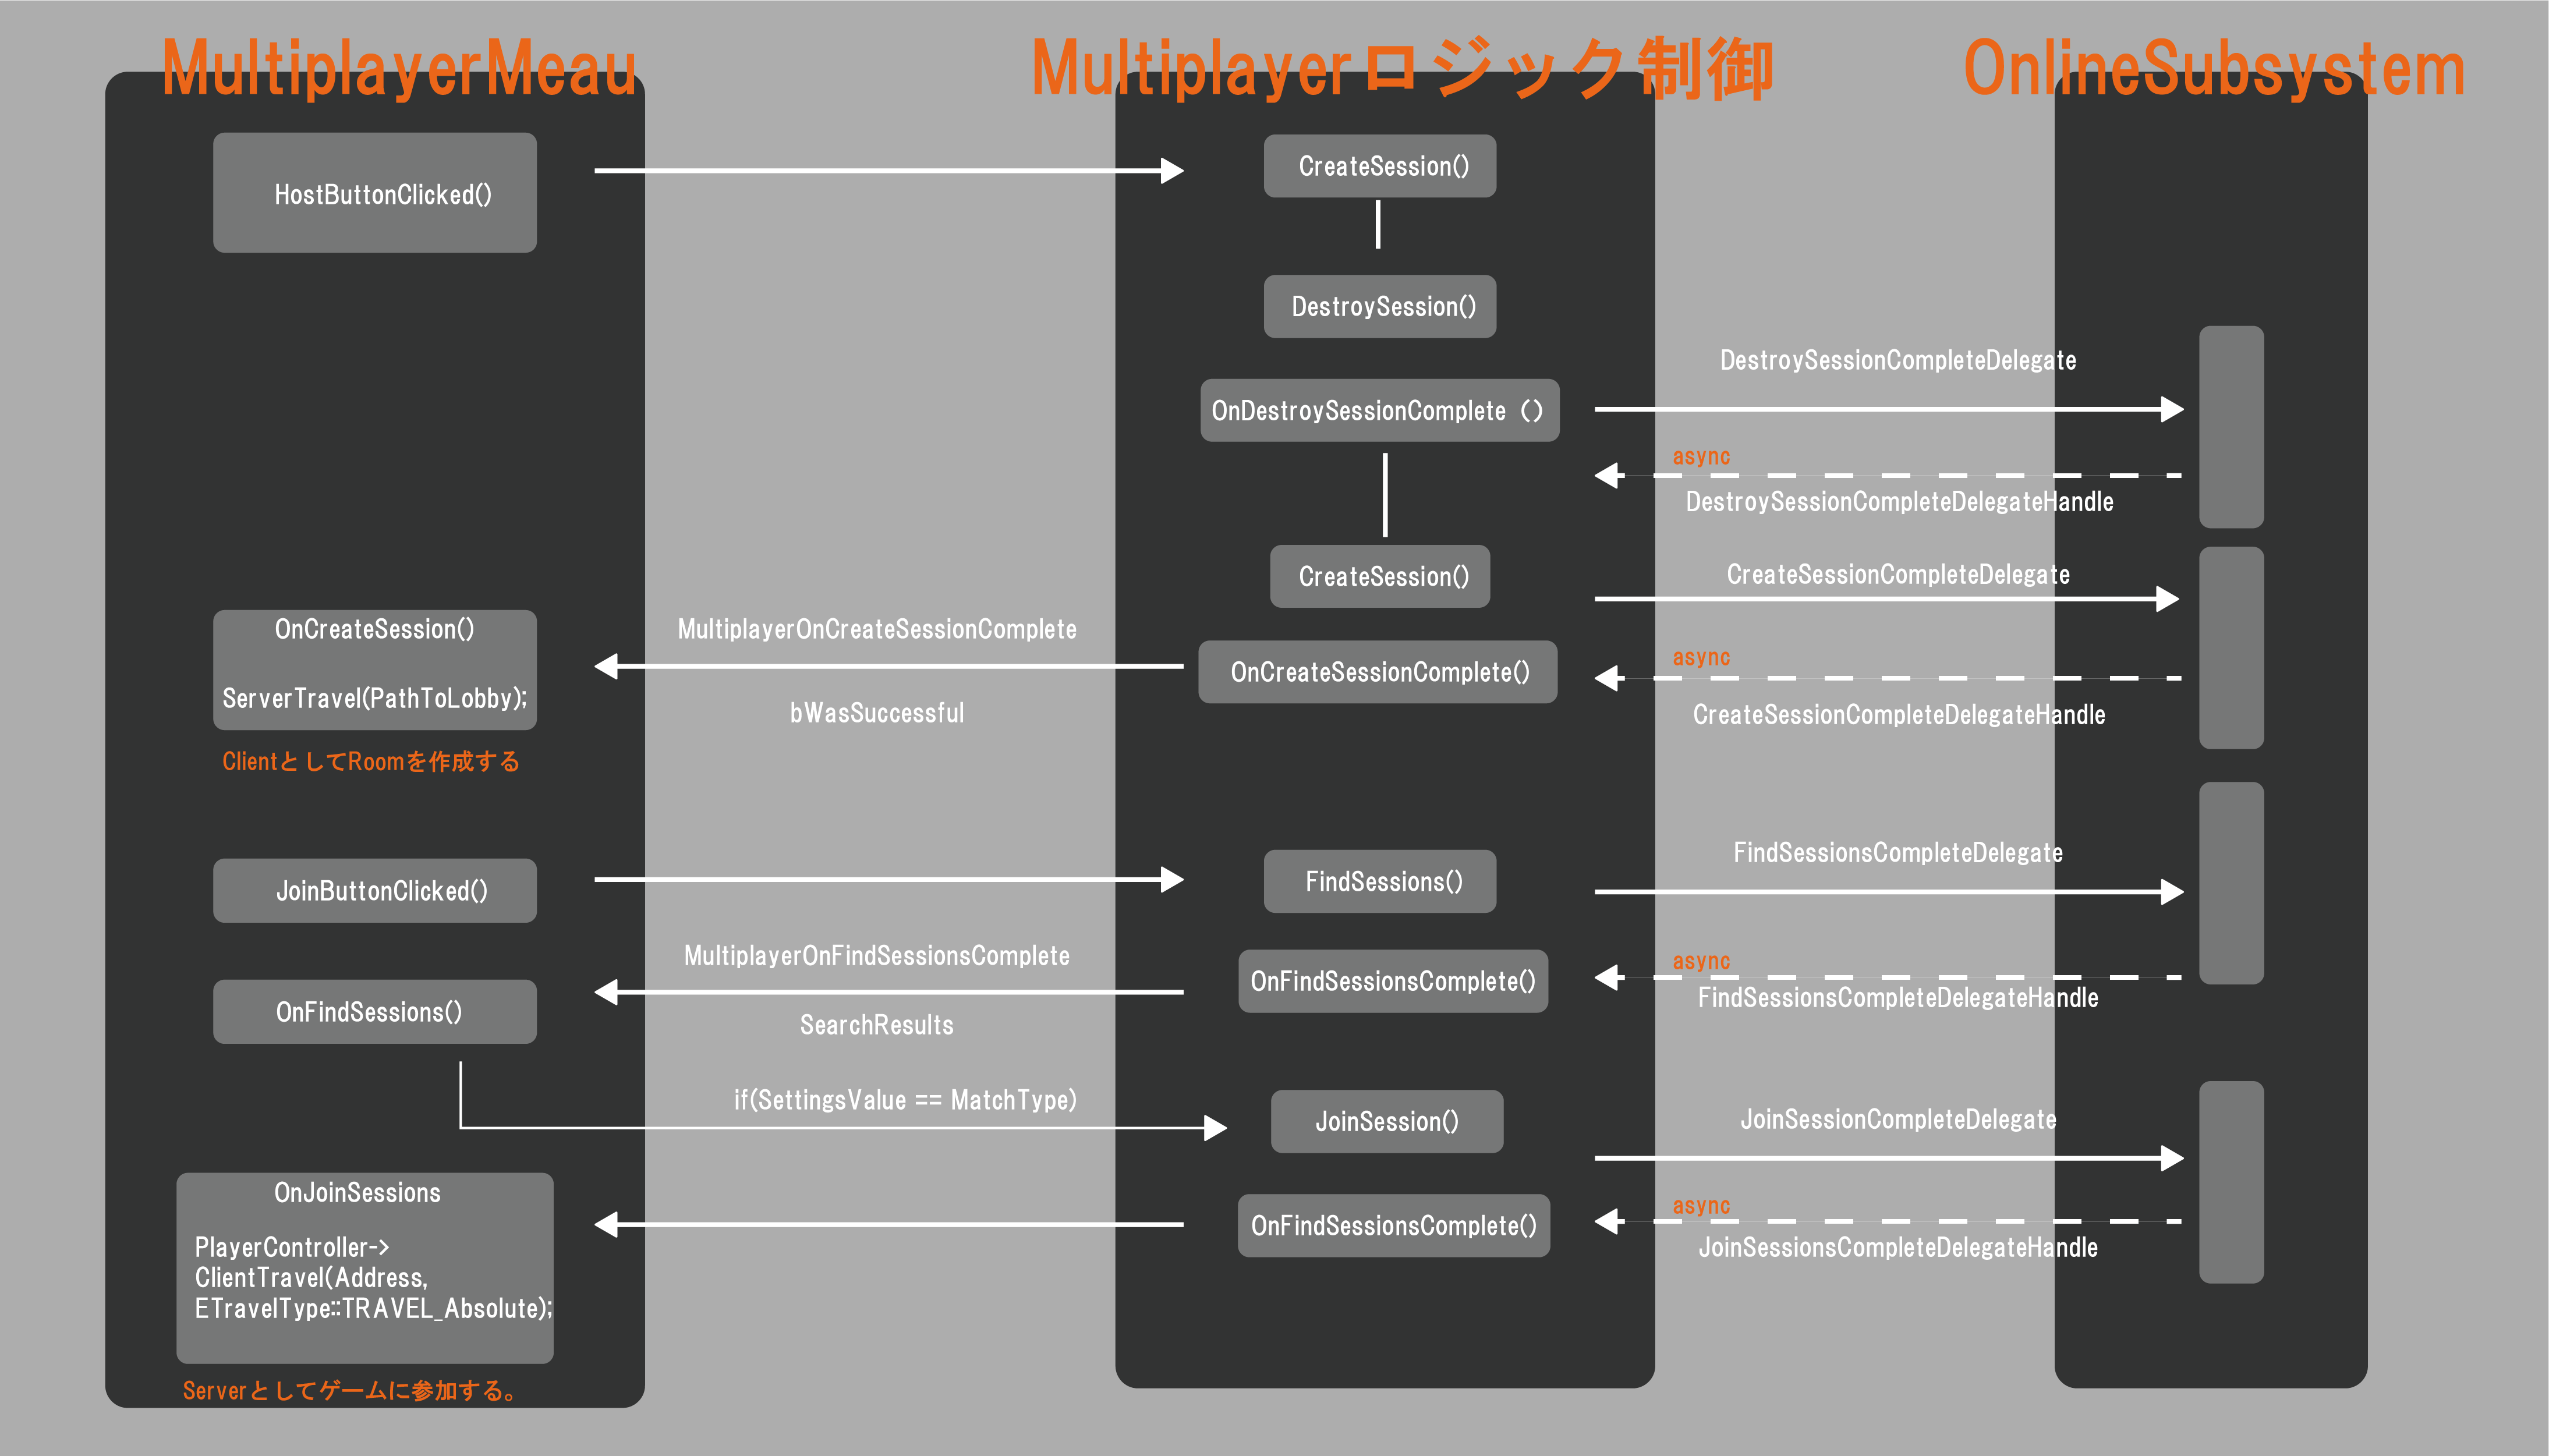 MultiplayerMeau
Multiplayerロジック制御
OnlineSubsystem
HostButtonClicked()
CreateSession()
DestroySession()
DestroySessionCompleteDelegate
OnDestroySessionComplete ()
async
DestroySessionCompleteDelegateHandle
CreateSession()
CreateSessionCompleteDelegate
OnCreateSession()
MultiplayerOnCreateSessionComplete
async
OnCreateSessionComplete()
ServerTravel(PathToLobby);
bWasSuccessful
CreateSessionCompleteDelegateHandle
ClientとしてRoomを作成する
JoinButtonClicked()
FindSessions()
FindSessionsCompleteDelegate
MultiplayerOnFindSessionsComplete
async
OnFindSessions()
OnFindSessionsComplete()
FindSessionsCompleteDelegateHandle
SearchResults
if(SettingsValue == MatchType)
JoinSession()
JoinSessionCompleteDelegate
OnJoinSessions
async
OnFindSessionsComplete()
JoinSessionsCompleteDelegateHandle
PlayerController->
ClientTravel(Address,
ETravelType::TRAVEL_Absolute);
Serverとしてゲームに参加する。